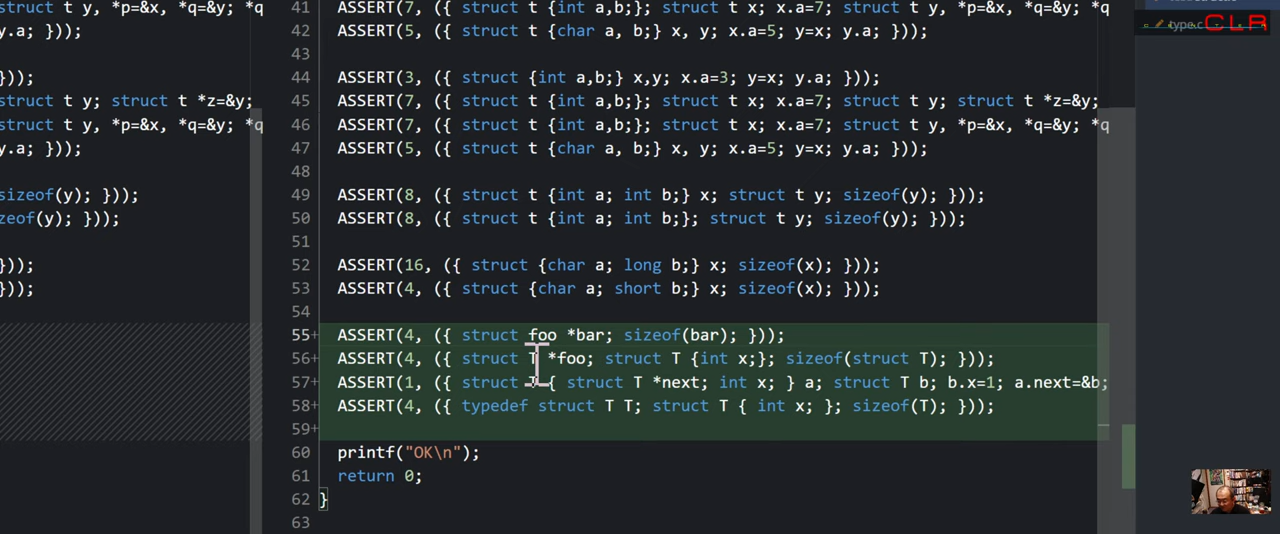 41 ASSERT(7, ({ struct t {int a,b;}; struct t x; x.a=7; struct t y, *p=&x, *q=&y; *q
y.a; })); 42 ASSERT(5, ({ struct t {char a, b;} x, y; x.a=5; y=x; y.a; }));
43
})); 44 ASSERT(3, ({ struct {int a,b;} x,y; x.a=3; y=x; y.a; }));
struct t y; struct t *z=&y; 45 ASSERT(7, ({ struct t {int a,b;}; struct t x; x.a=7; struct t y; struct t *z=&y;
struct t y, *p=&x, *q=&y; *q 46 ASSERT(7, ({ struct t {int a,b;}; struct t x; x.a=7; struct t y, *p=&x, *q=&y; *q
y.a; })); 47 ASSERT(5, ({ struct t {char a, b;} x, y; x.a=5; y=x; y.a; }));
48
sizeof(y); })); 49 ASSERT(8, ({ struct t {int a; int b;} x; struct t y; sizeof(y); }));
zeof(y); })); 50 ASSERT(8, ({ struct t {int a; int b;}; struct t y; sizeof(y); }));
51
})); 52 ASSERT(16, ({ struct {char a; long b;} x; sizeof(x); }));
})); 53 ASSERT(4, ({ struct {char a; short b;} x; sizeof(x); }));
54
55+ ASSERT(4, ({ struct foo *bar; sizeof(bar); }));
56+ ASSERT(4, ({ struct T *foo; struct T {int x;}; sizeof(struct T); }));
57+ ASSERT(1, ({ struct T { struct T *next; int x; } a; struct T b; b.x=1; a.next=&b;
58+ ASSERT(4, ({ typedef struct T T; struct T { int x; }; sizeof(T); }));
59+
60 printf("OK\n");
61 return 0;
62 }
63
type.c
CLR